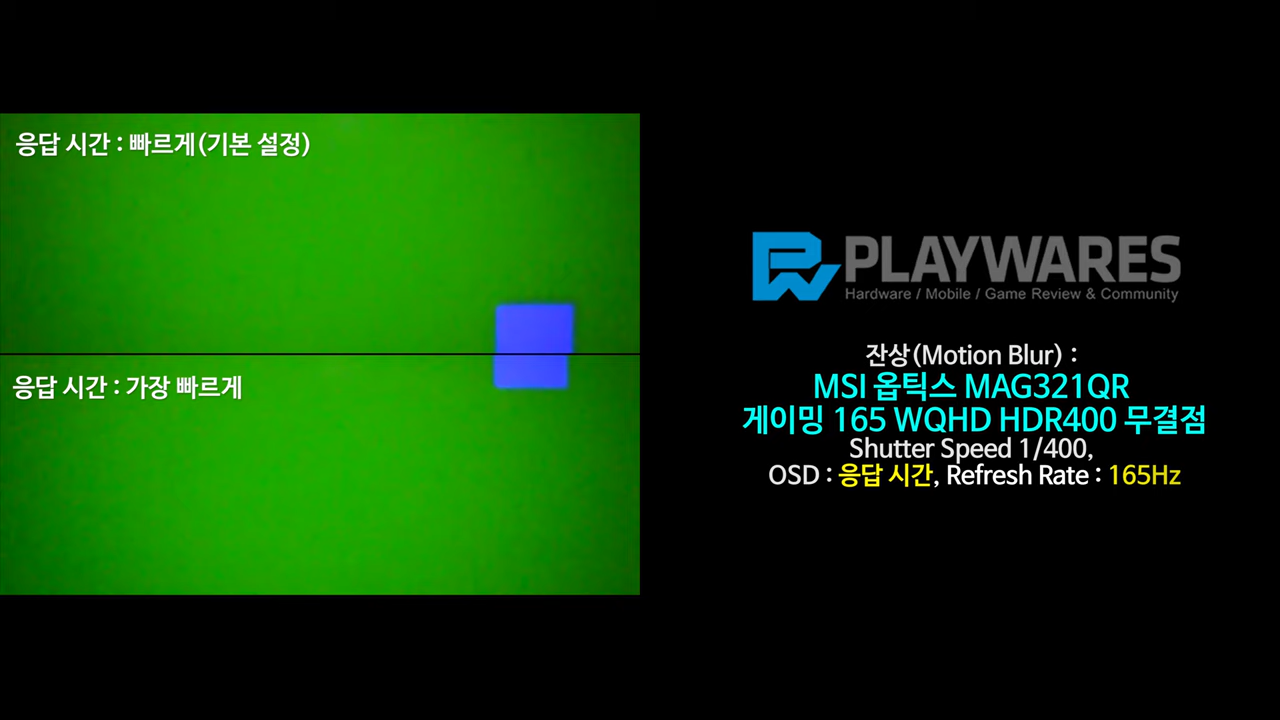 응답 시간 : 빠르게(기본 설정)
응답 시간 : 가장 빠르게
PLAYWARES
Hardware / Mobile / Game Review & Community
잔상(Motion Blur) :
MSI 옵틱스 MAG321QR
게이밍 165 WQHD HDR400 무결점
Shutter Speed 1/400,
OSD : 응답 시간, Refresh Rate : 165Hz